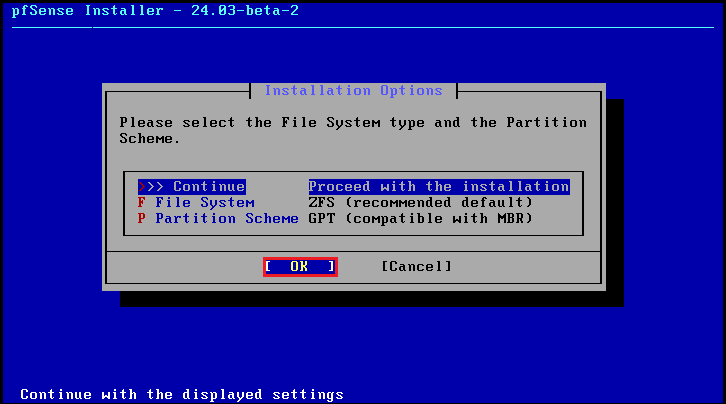 pfSense Installer - 24.03-beta-2
Installation Options
Please select the File System type and the Partition
Scheme.
>>> Continue Proceed with the installation
F File System ZFS (recommended default)
P Partition Scheme GPT (compatible with MBR)
[ OK ] [Cancel]
Continue with the displayed settings